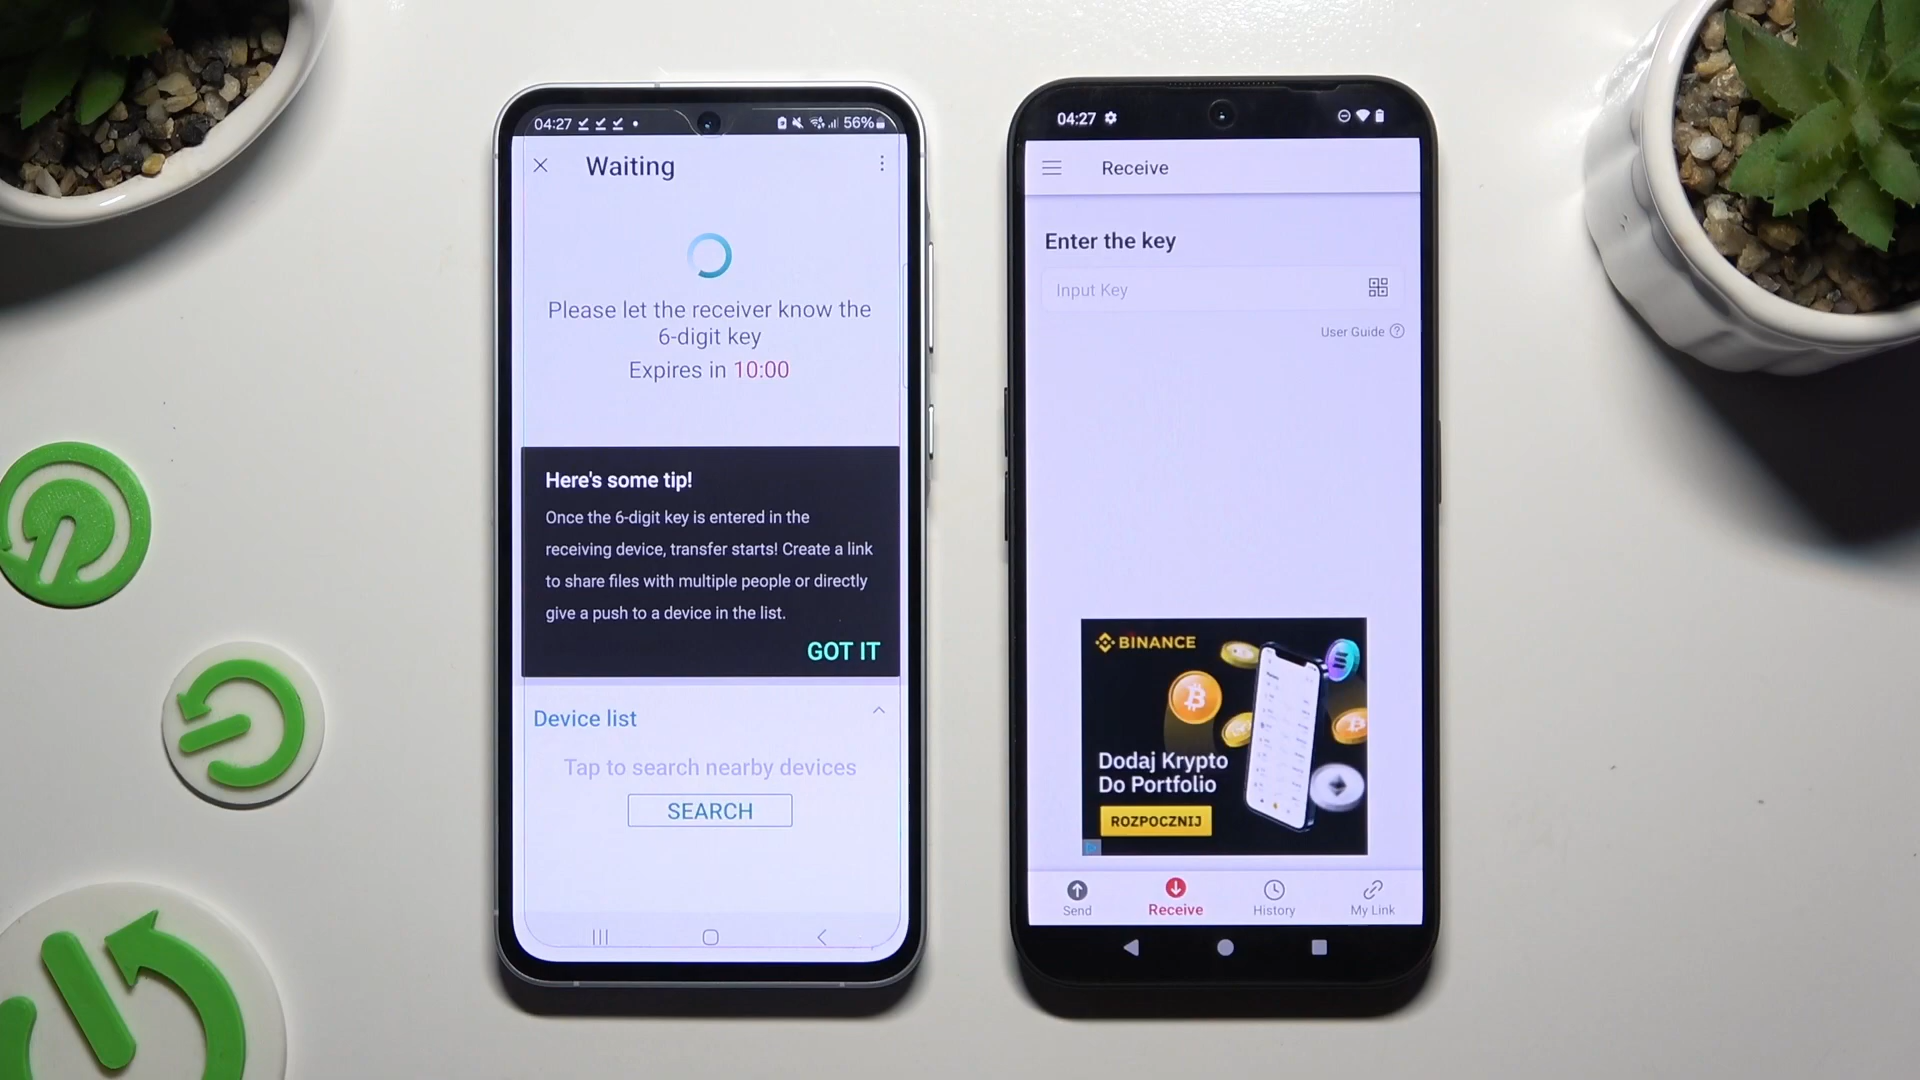 04:27
56%
Waiting
Please let the receiver know the
6-digit key
Expires in 10:00
Here's some tip!
Once the 6-digit key is entered in the
receiving device, transfer starts! Create a link
to share files with multiple people or directly
give a push to a device in the list.
GOT IT
Device list
Tap to search nearby devices
SEARCH
04:27
Receive
Enter the key
Input Key
User Guide
BINANCE
Dodaj Krypto
Do Portfolio
ROZPOCZNIJ
Send
Receive
History
My Link